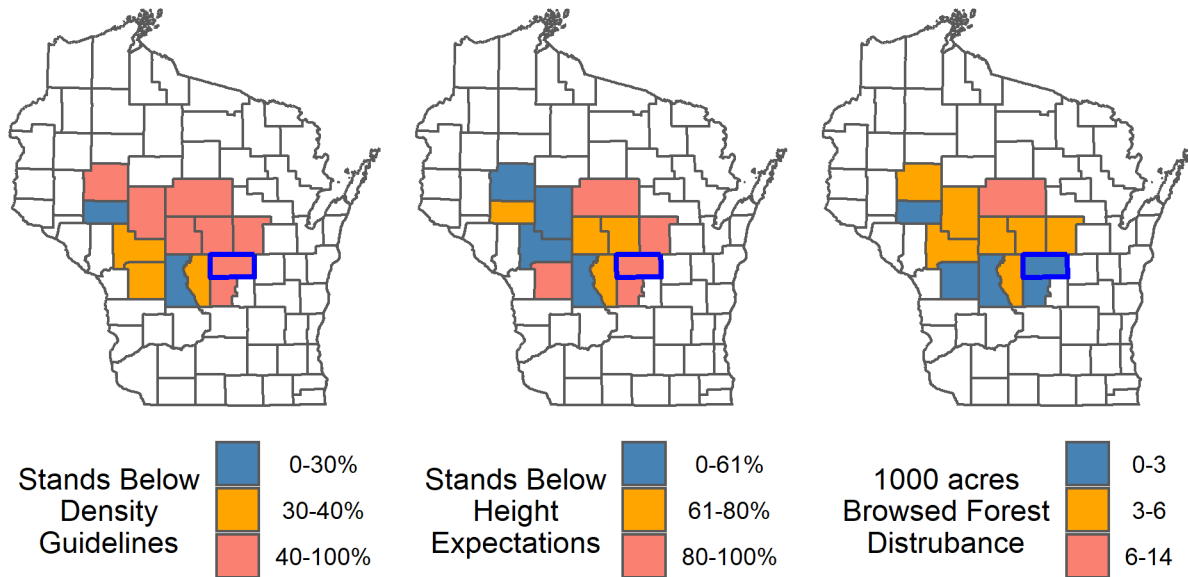 Stands Below
Density
Guidelines
0-30%
30-40%
40-100%
Stands Below
Height
Expectations
0-61%
61-80%
80-100%
1000 acres
Browsed Forest
Distrubance
0-3
3-6
6-14